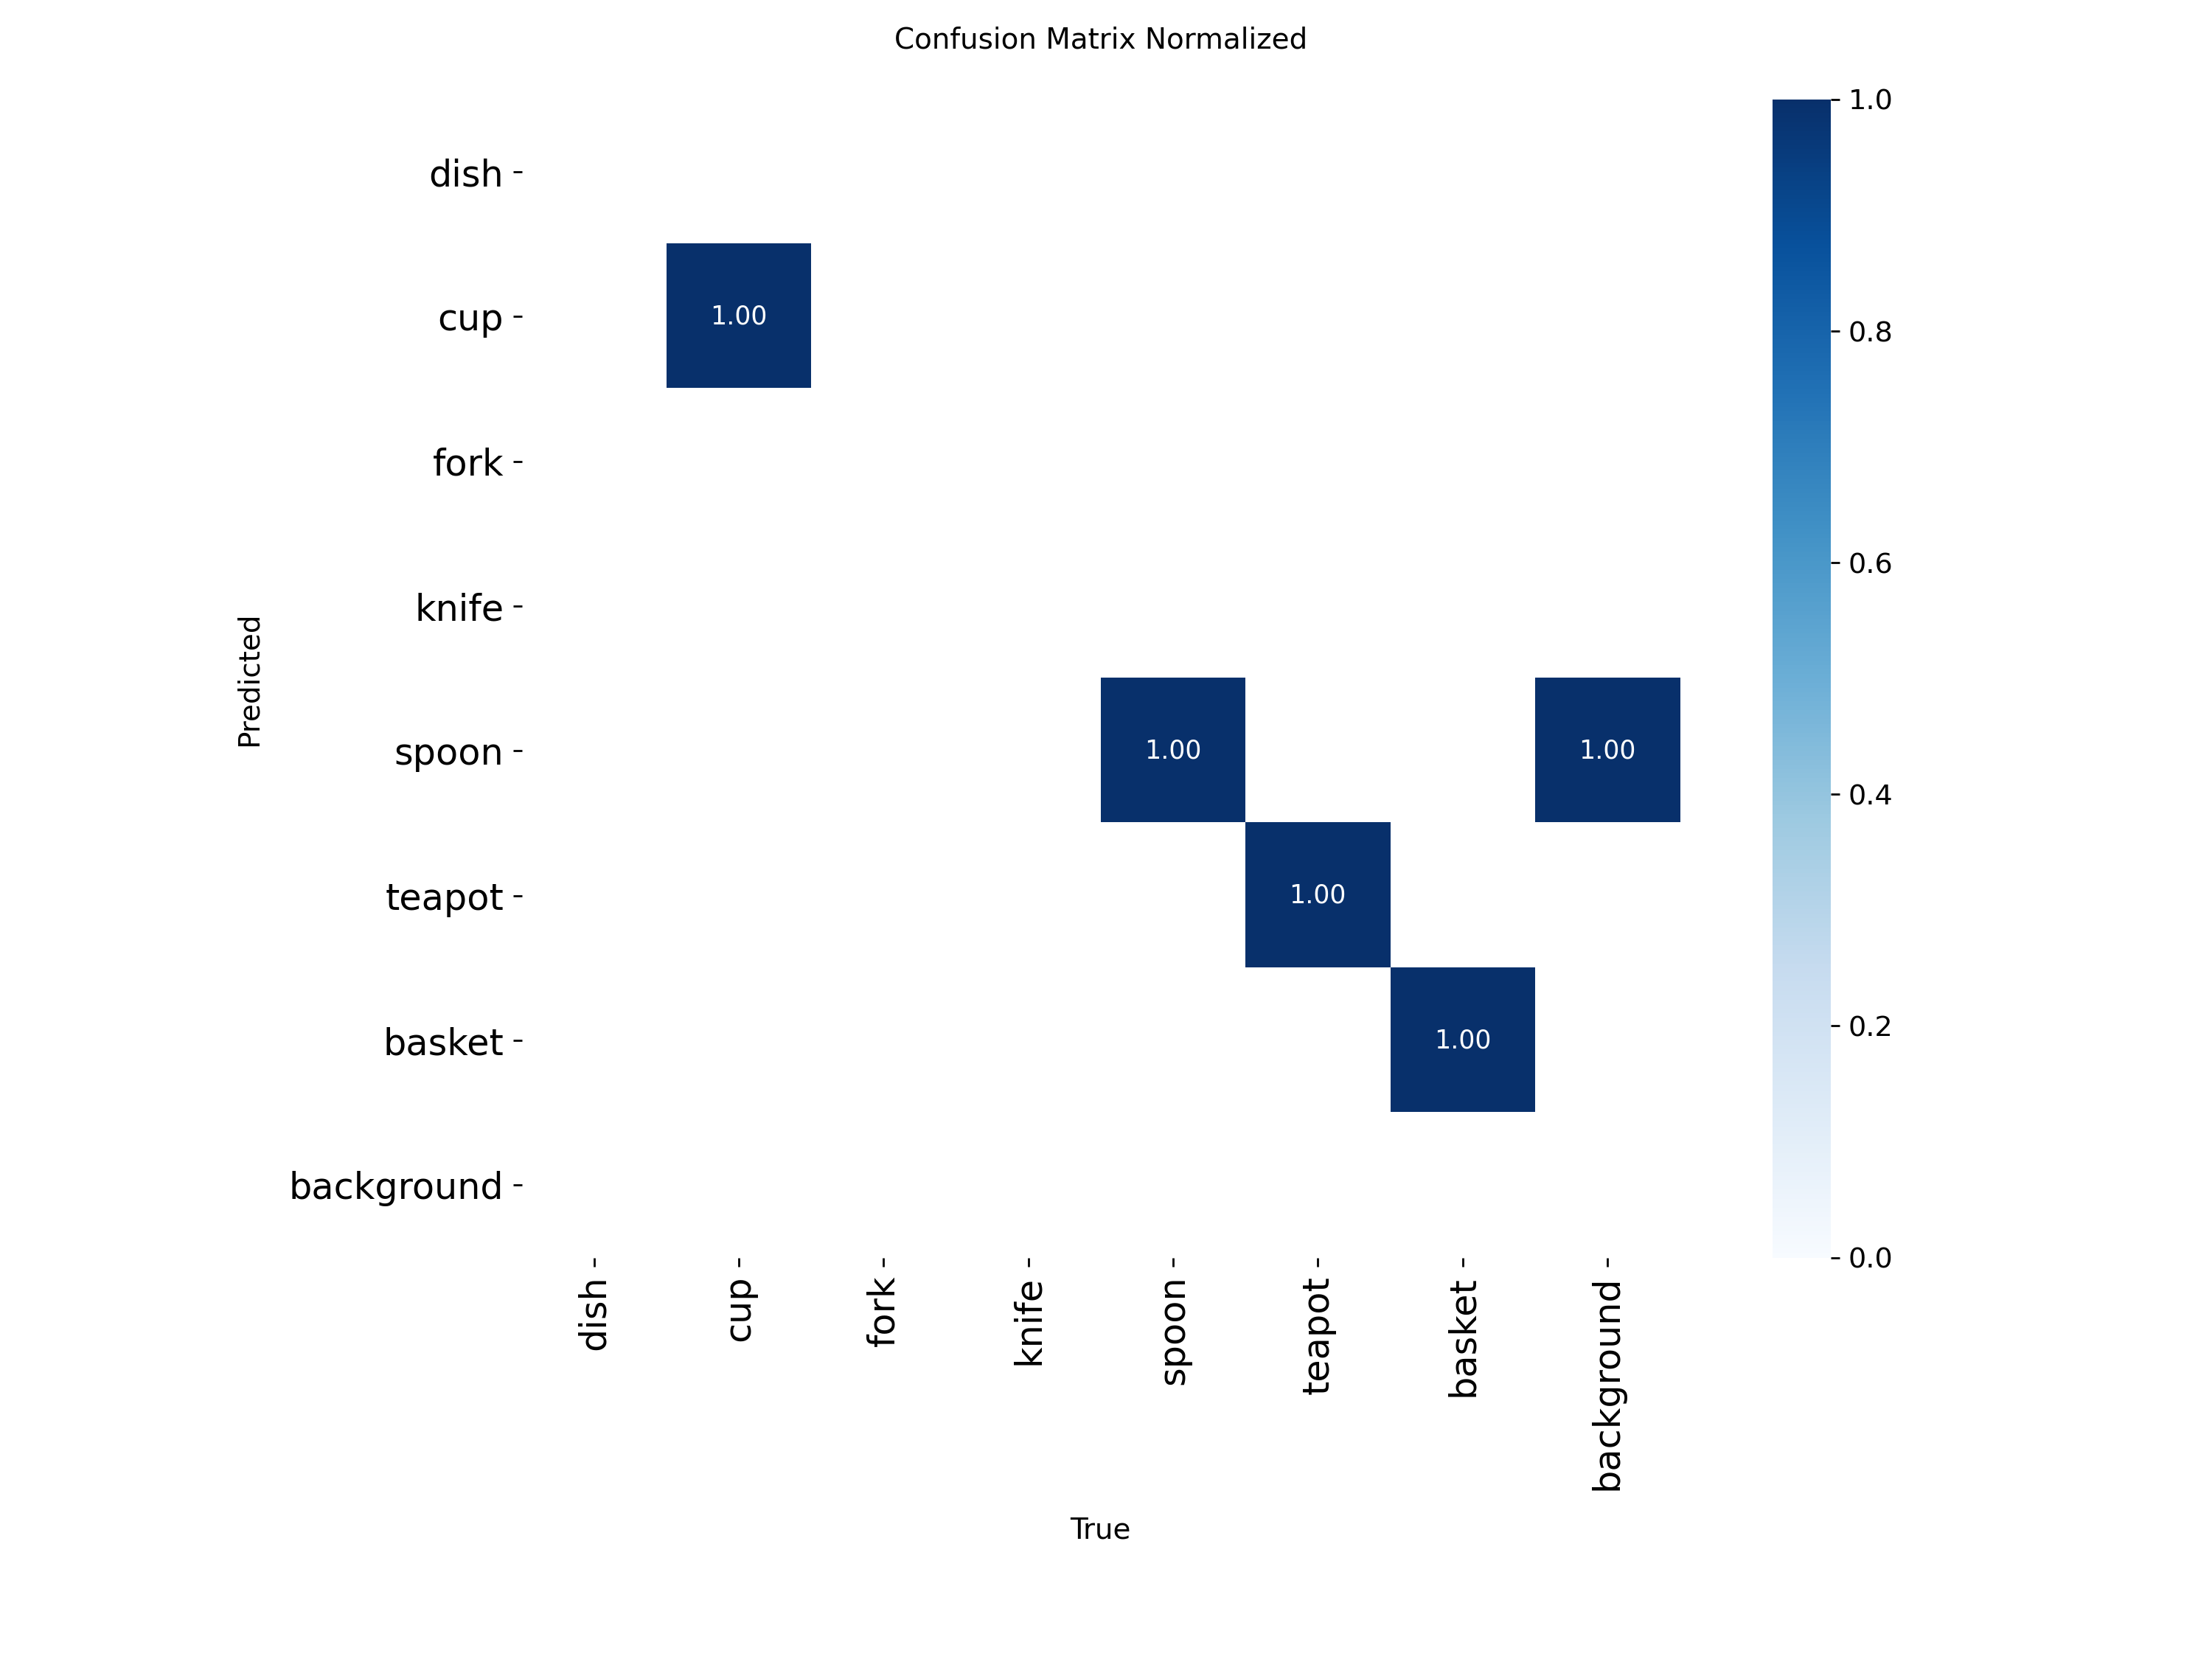 Confusion Matrix Normalized
Predicted
dish
cup
fork
knife
spoon
teapot
basket
background
1.00
1.00 1.00
1.00
1.00
dish cup fork knife spoon teapot basket background
True
1.0
0.8
0.6
0.4
0.2
0.0